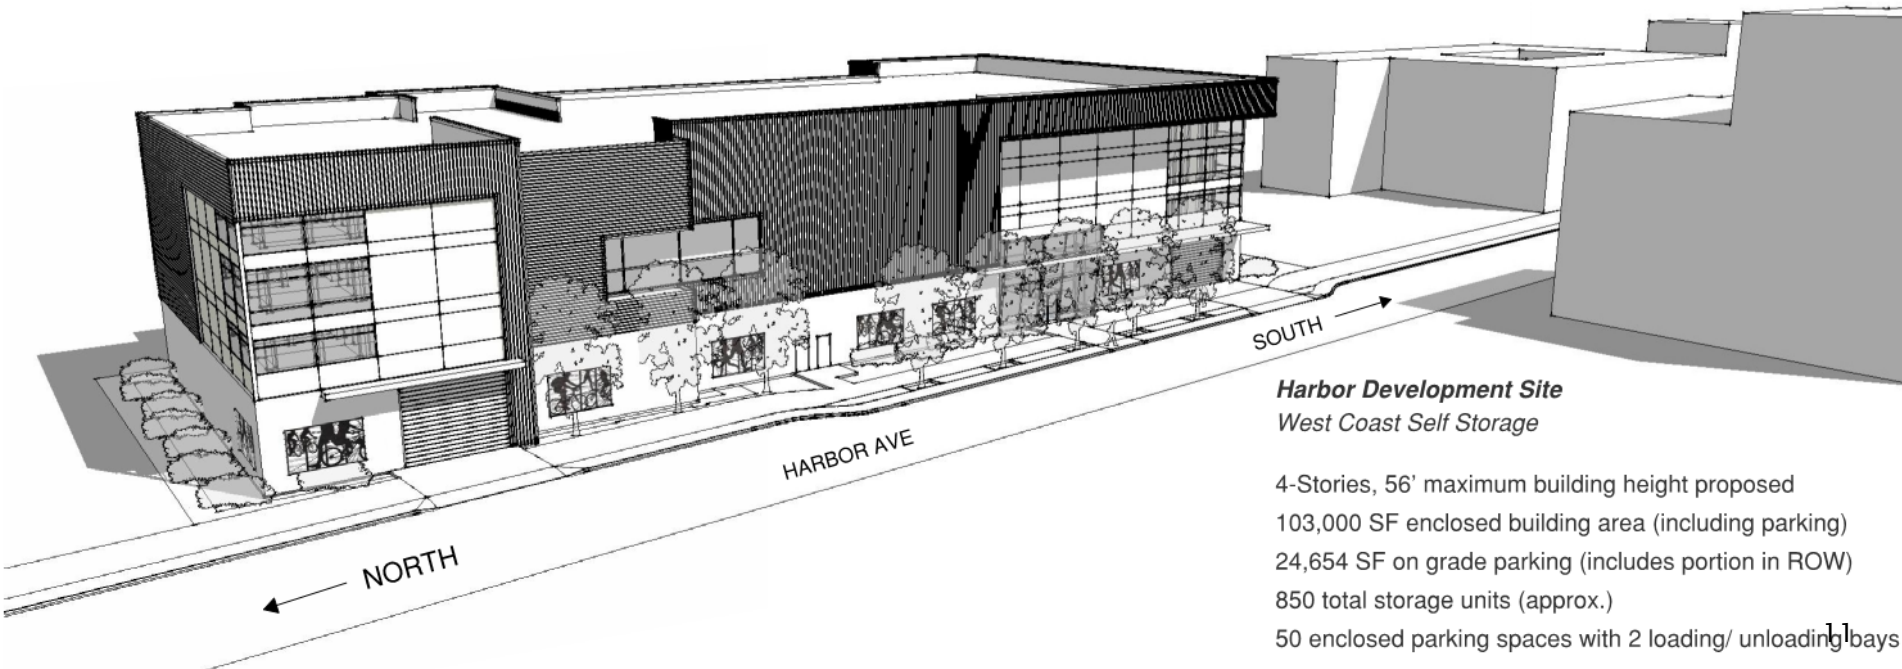 SOUTH
HARBOR AVE
NORTH
Harbor Development Site
West Coast Self Storage
4-Stories, 56' maximum building height proposed
103,000 SF enclosed building area (including parking)
24,654 SF on grade parking (includes portion in ROW)
850 total storage units (approx.)
50 enclosed parking spaces with 2 loading/ unloading bays
11